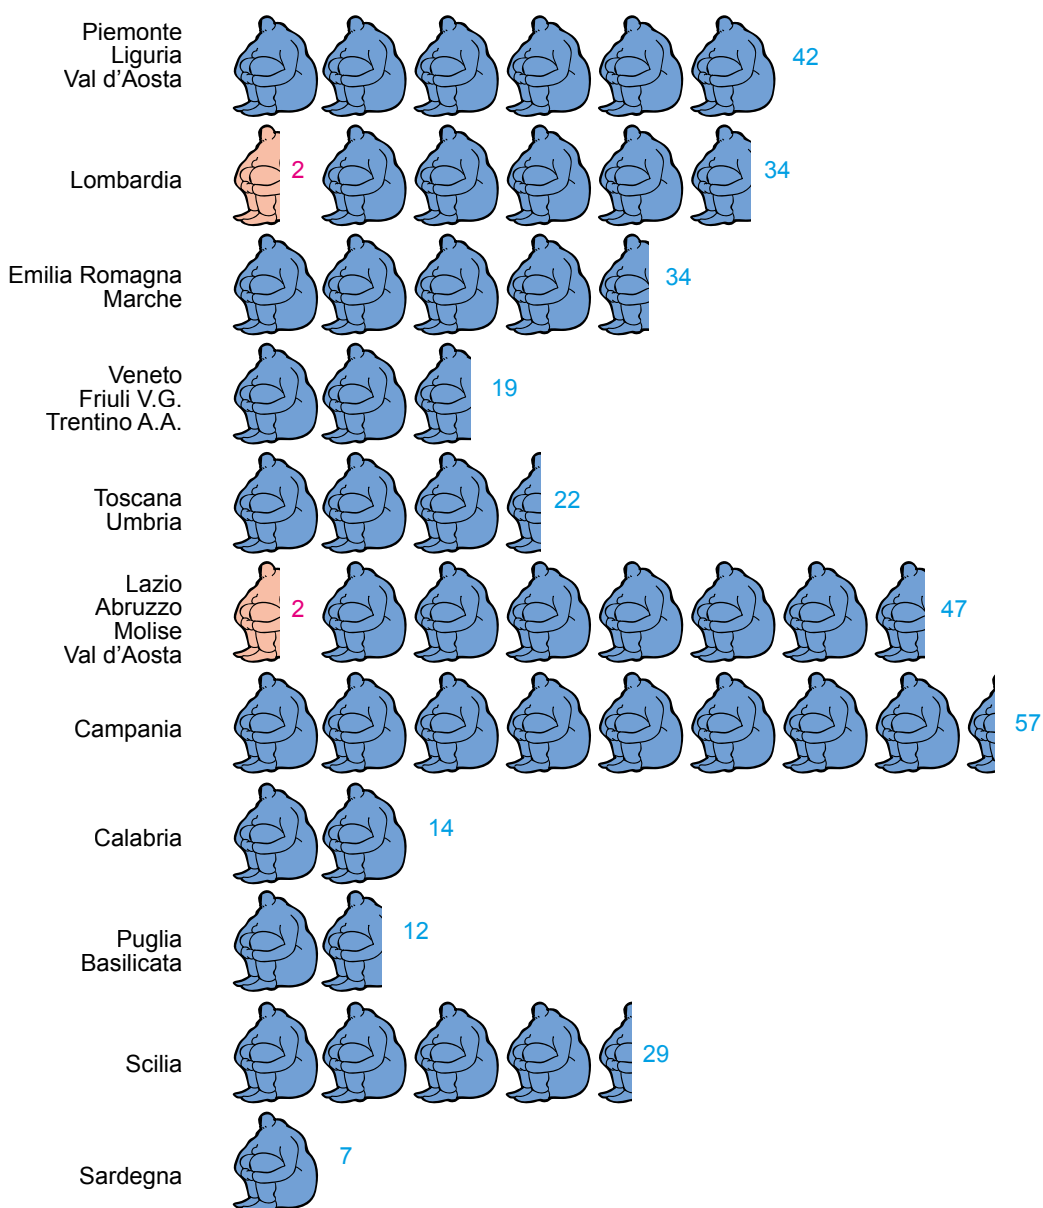 Piemonte
Liguria
Val d’Aosta
42
Lombardia
2
34
Emilia Romagna
Marche
34
Veneto
Friuli V.G.
Trentino A.A.
19
Toscana
Umbria
22
Lazio
Abruzzo
Molise
Val d’Aosta
2
47
Campania
57
Calabria
14
Puglia
Basilicata
12
Scilia
29
Sardegna
7